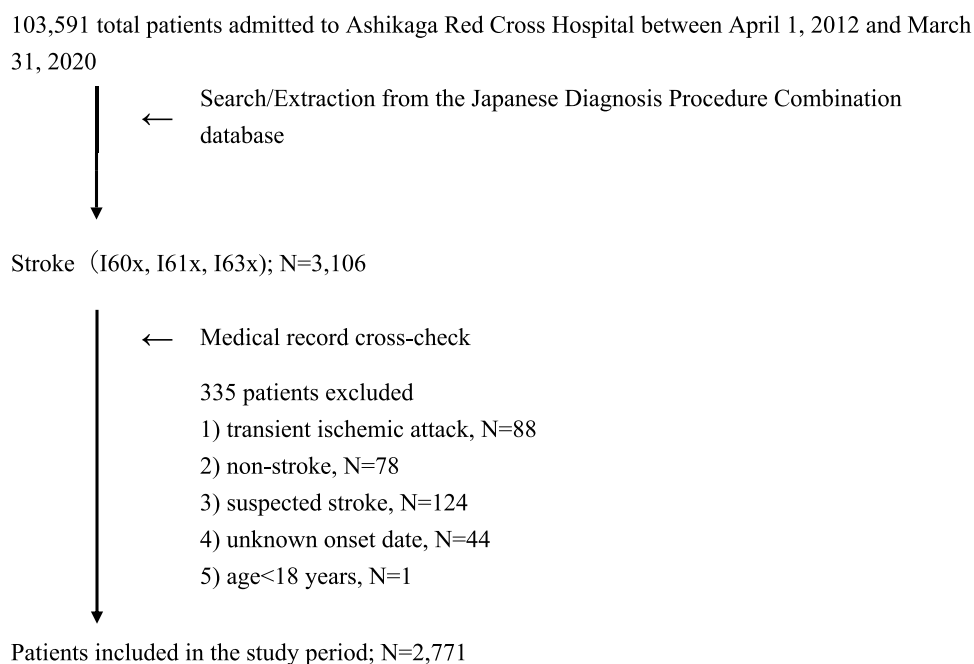 103,591 total patients admitted to Ashikaga Red Cross Hospital between April 1, 2012 and March
31, 2020
← Search/Extraction from the Japanese Diagnosis Procedure Combination
database
Stroke（I60x, I61x, I63x); N=3,106
← Medical record cross-check
335 patients excluded
1) transient ischemic attack, N=88
2) non-stroke, N=78
3) suspected stroke, N=124
4) unknown onset date, N=44
5) age<18 years, N=1
Patients included in the study period; N=2,771